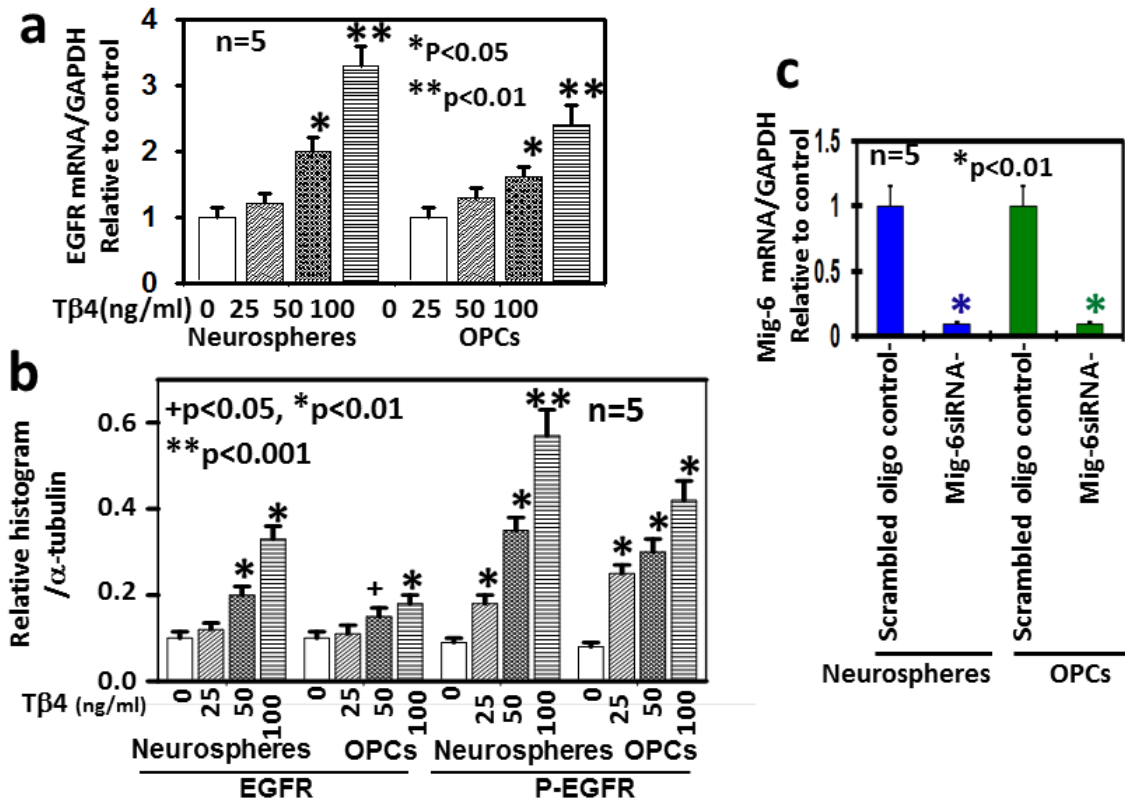 a
EGFR mRNA/GAPDH
Relative to control
4
3
2
1
0
n=5
*P<0.05
**p<0.01
*
**
*
**
Tβ4(ng/ml) 0 25 50 100 0 25 50 100
Neurospheres OPCs
b
Relative histogram
/α-tubulin
0.6
0.4
0.2
0.0
+p<0.05, *p<0.01
**p<0.001
n=5
*
*
+
*
*
*
**
*
*
*
Tβ4 (ng/ml) 0 25 50 100 0 25 50 100 0 25 50 100 0 25 50 100
Neurospheres OPCs Neurospheres OPCs
EGFR P-EGFR
c
Mig-6 mRNA/GAPDH
Relative to control
1.5
1
0.5
0
n=5
*p<0.01
*
*
Scrambled oligo control-
Mig-6siRNA-
Scrambled oligo control-
Mig-6siRNA-
Neurospheres OPCs